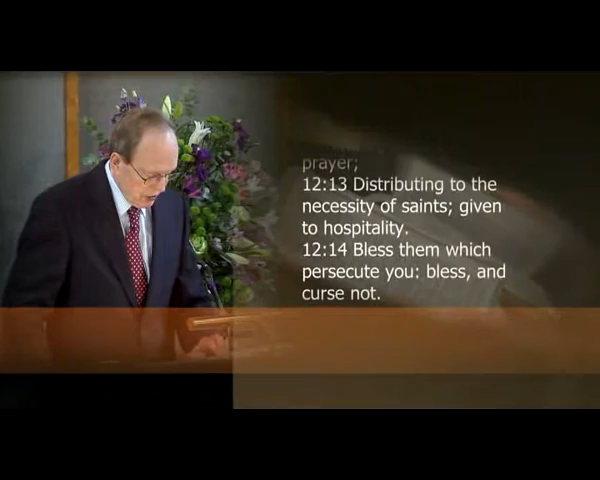 prayer;
12:13 Distributing to the
necessity of saints; given
to hospitality.
12:14 Bless them which
persecute you: bless, and
curse not.